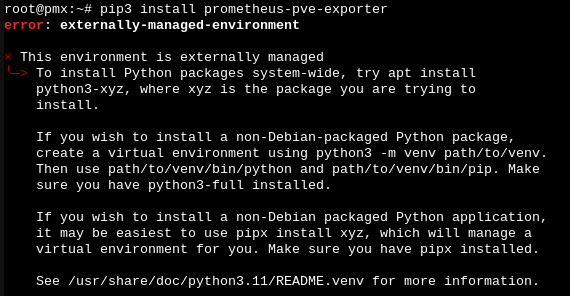 root@pmx:~# pip3 install prometheus-pve-exporter
error: externally-managed-environment
× This environment is externally managed
╰─> To install Python packages system-wide, try apt install
python3-xyz, where xyz is the package you are trying to
install.
If you wish to install a non-Debian-packaged Python package,
create a virtual environment using python3 -m venv path/to/venv.
Then use path/to/venv/bin/python and path/to/venv/bin/pip. Make
sure you have python3-full installed.
If you wish to install a non-Debian packaged Python application,
it may be easiest to use pipx install xyz, which will manage a
virtual environment for you. Make sure you have pipx installed.
See /usr/share/doc/python3.11/README.venv for more information.